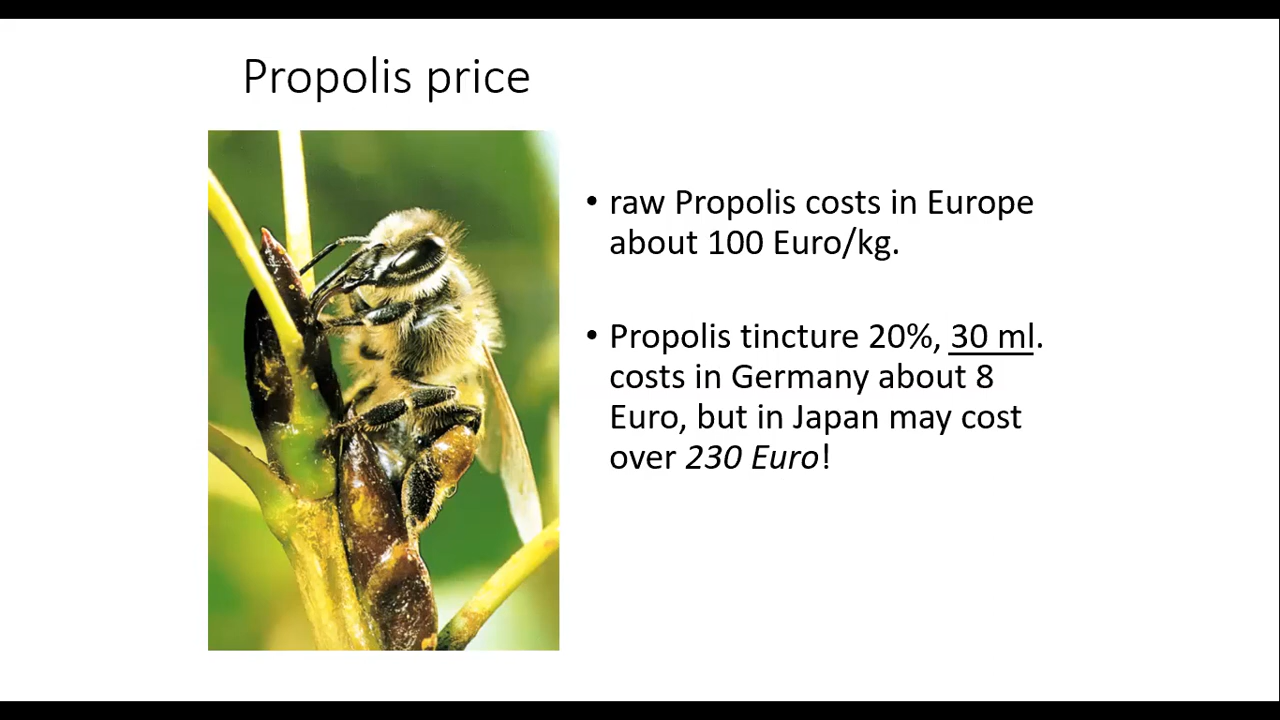 Propolis price
• raw Propolis costs in Europe
about 100 Euro/kg.
• Propolis tincture 20%, 30 ml.
costs in Germany about 8
Euro, but in Japan may cost
over 230 Euro!